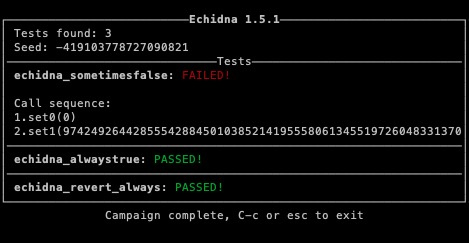 Echidna 1.5.1
Tests found: 3
Seed: -419103778727090821
Tests
echidna_sometimesfalse: FAILED!
Call sequence:
1.set0(0)
2.set1(974249264428555428845010385214195558061345519726048331370
echidna_alwaystrue: PASSED!
echidna_revert_always: PASSED!
Campaign complete, C-c or esc to exit